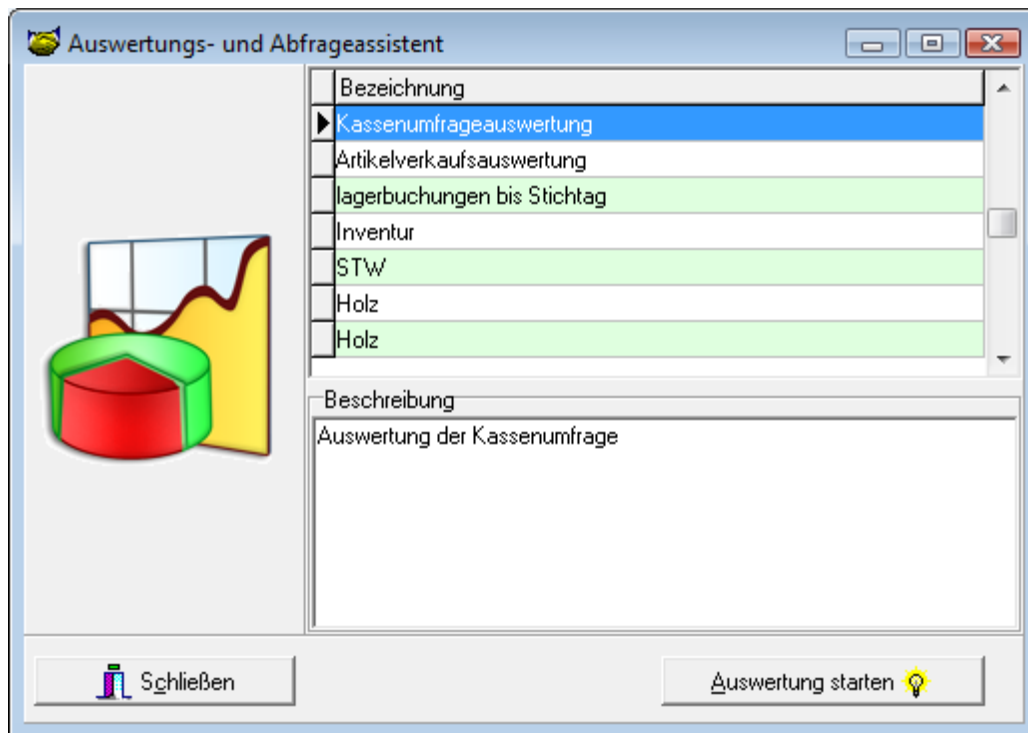 Auswertungs- und Abfrageassistent
Bezeichnung
Kassenumfrageauswertung
Artikelverkaufsauswertung
lagerbuchungen bis Stichtag
Inventur
STW
Holz
Holz
Beschreibung
Auswertung der Kassenumfrage
Schließen
Auswertung starten